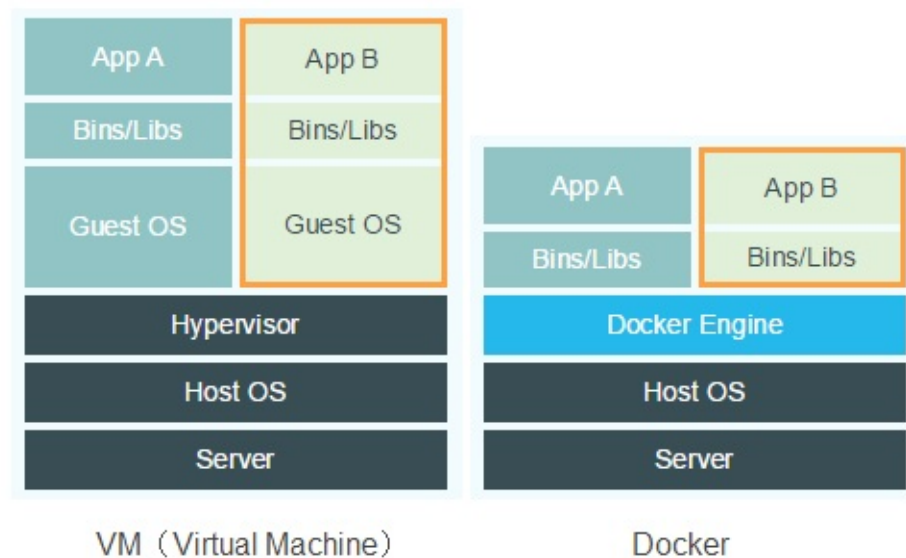 App A
App B
Bins/Libs
Bins/Libs
Guest OS
Guest OS
Hypervisor
Host OS
Server
VM（Virtual Machine）
App A
App B
Bins/Libs
Bins/Libs
Docker Engine
Host OS
Server
Docker